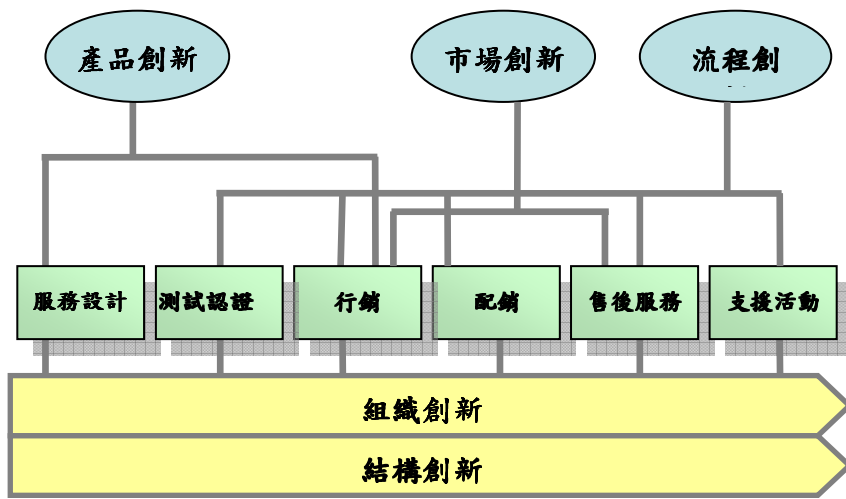 產品創新
市場創新
流程創
服務設計
測試認證
行銷
配銷
售後服務
支援活動
組織創新
結構創新